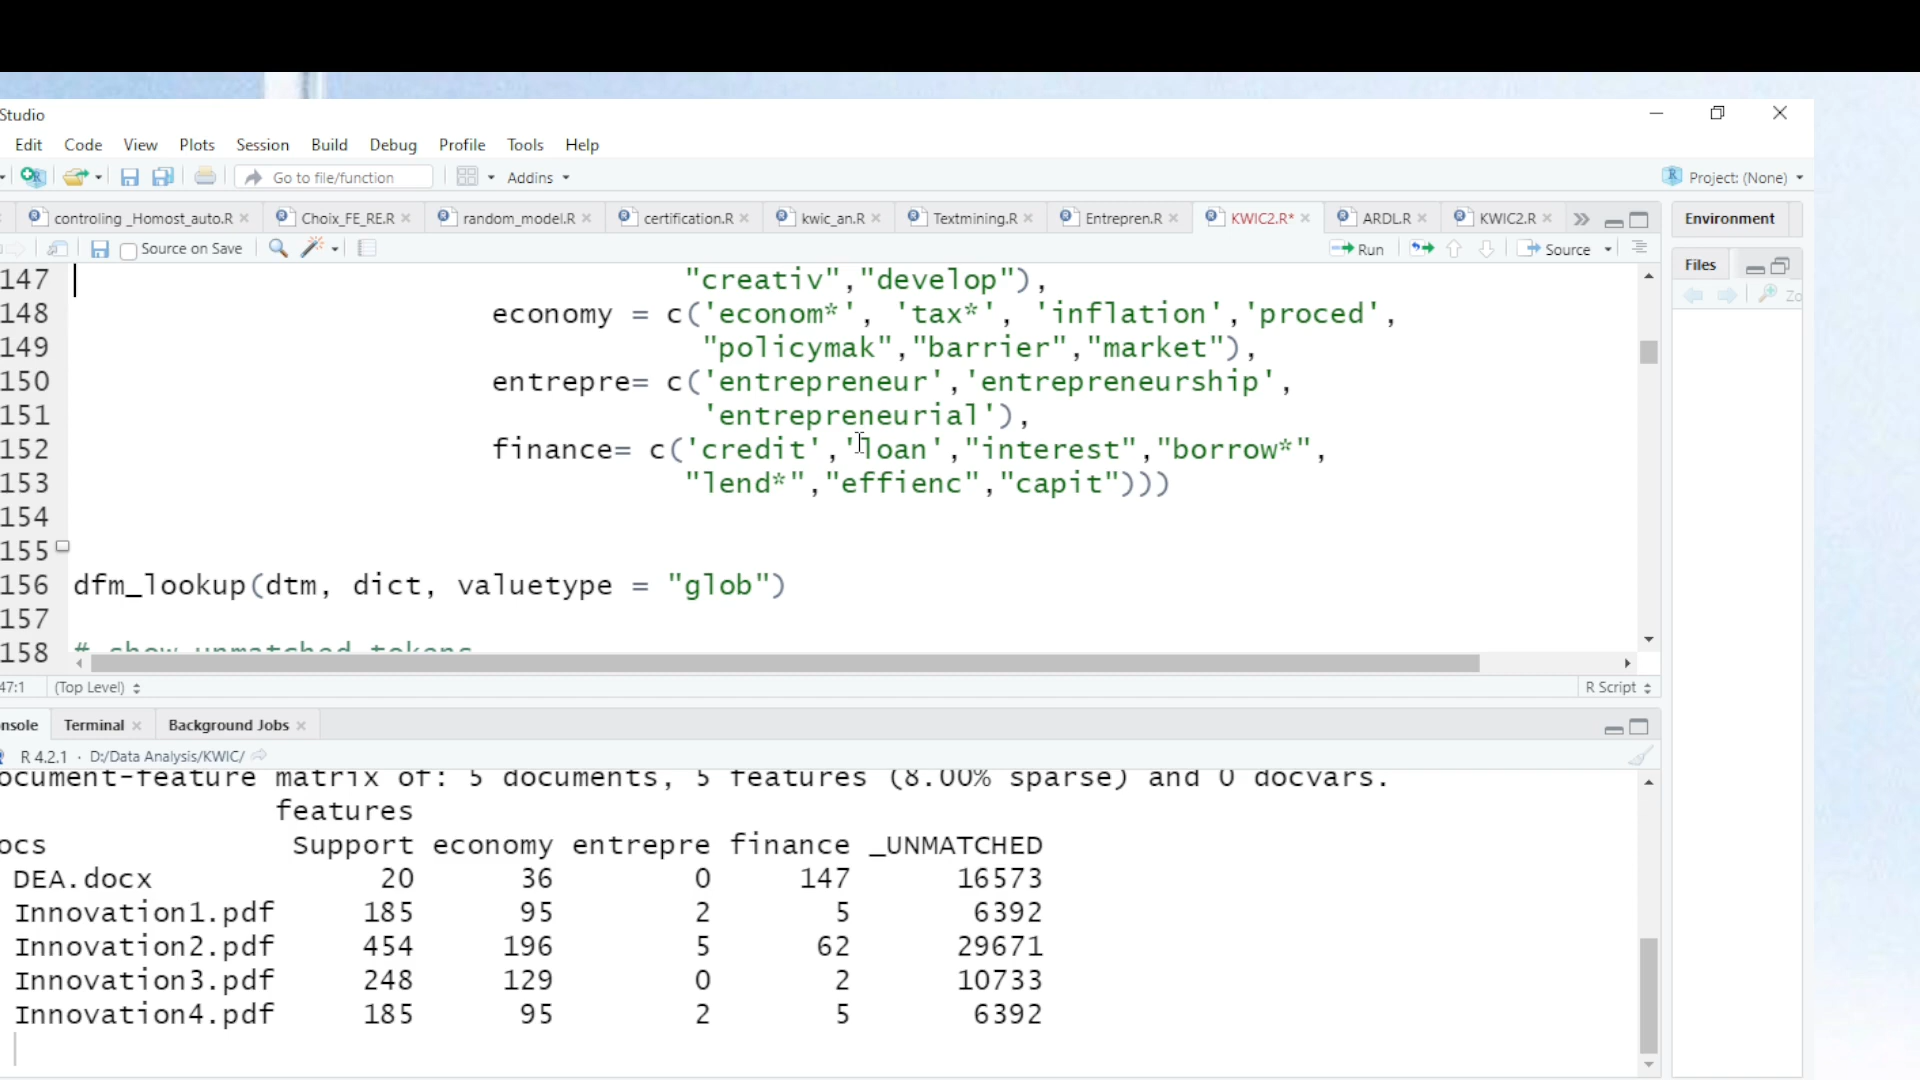 Studio
Edit Code View Plots Session Build Debug Profile Tools Help
Go to file/function Addins Project: (None)
controling _Homost_auto.R Choix_FE_RE.R random_model.R certification.R kwic_an.R Textmining.R Entrepren.R KWIC2.R* ARDL.R KWIC2.R
Environment
Source on Save Run Source
Files
147 "creativ","develop"),
148 economy = c('econom*', 'tax*', 'inflation','proced',
149 "policymak","barrier","market"),
150 entrepre= c('entrepreneur','entrepreneurship',
151 'entrepreneurial'),
152 finance= c('credit','loan',"interest","borrow*",
153 "lend*","effienc","capit")))
154
155
156 dfm_lookup(dtm, dict, valuetype = "glob")
157
158 # show unmatched tokens
47:1 (Top Level) R Script
nsole Terminal Background Jobs
R 4.2.1 · D:/Data Analysis/KWIC/
ocument-feature matrix of: 5 documents, 5 features (8.00% sparse) and 0 docvars.
features
ocs Support economy entrepre finance _UNMATCHED
DEA.docx 20 36 0 147 16573
Innovation1.pdf 185 95 2 5 6392
Innovation2.pdf 454 196 5 62 29671
Innovation3.pdf 248 129 0 2 10733
Innovation4.pdf 185 95 2 5 6392